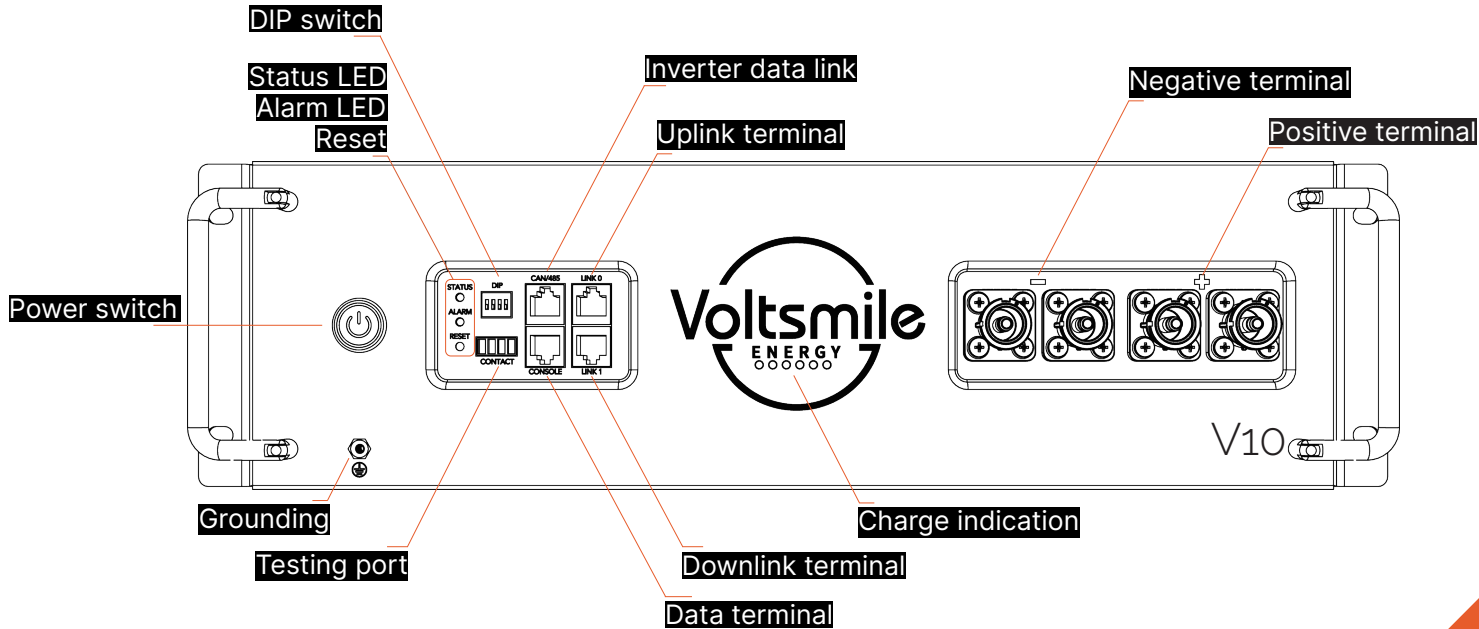 DIP switch
Status LED
Alarm LED
Reset
Inverter data link
Uplink terminal
Negative terminal
Positive terminal
Power switch
STATUS
ALARM
RESET
DIP
CONTACT
CAN/485
LINK 0
CONSOLE
LINK 1
Voltsmile
ENERGY
V10
Grounding
Testing port
Charge indication
Downlink terminal
Data terminal